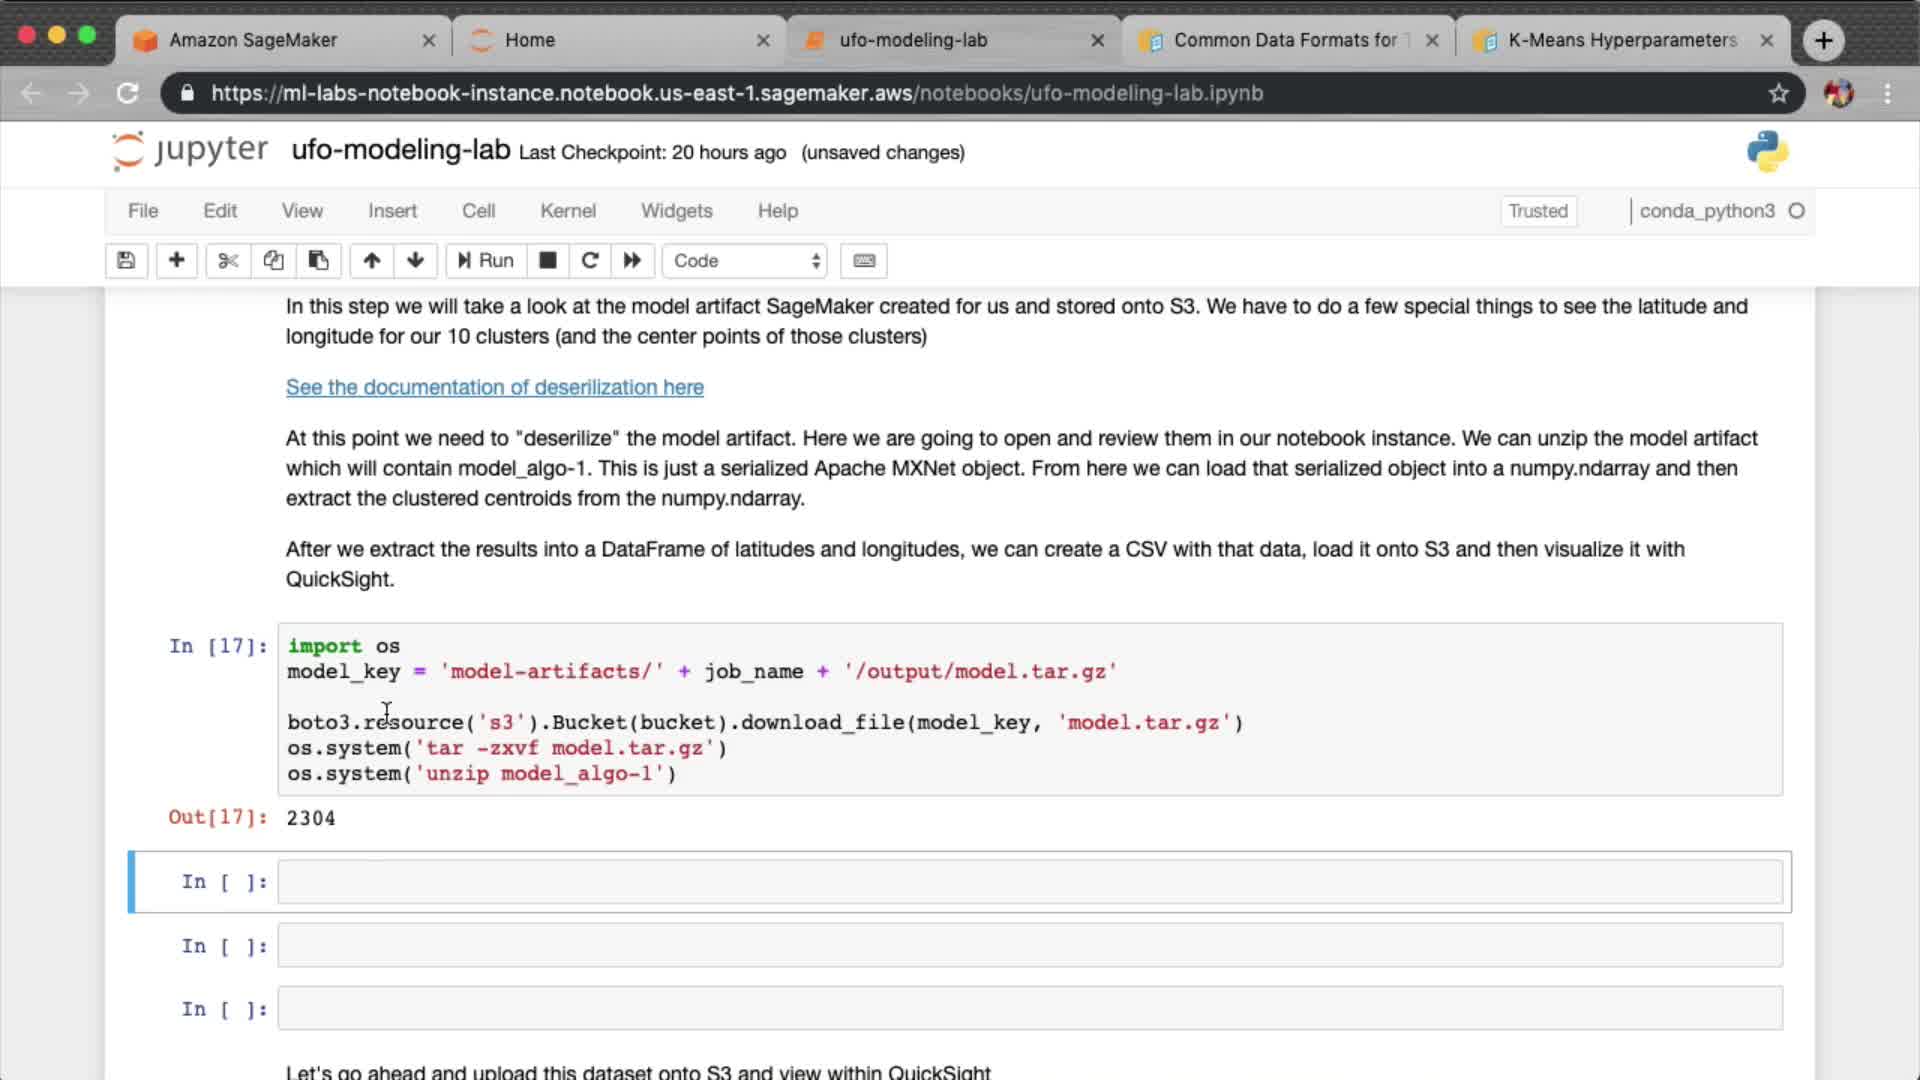 Amazon SageMaker
Home
ufo-modeling-lab
Common Data Formats for
K-Means Hyperparameters
https://ml-labs-notebook-instance.notebook.us-east-1.sagemaker.aws/notebooks/ufo-modeling-lab.ipynb
jupyter ufo-modeling-lab Last Checkpoint: 20 hours ago (unsaved changes)
File Edit View Insert Cell Kernel Widgets Help Trusted conda_python3
Run Code
In this step we will take a look at the model artifact SageMaker created for us and stored onto S3. We have to do a few special things to see the latitude and
longitude for our 10 clusters (and the center points of those clusters)
See the documentation of deserilization here
At this point we need to "deserilize" the model artifact. Here we are going to open and review them in our notebook instance. We can unzip the model artifact
which will contain model_algo-1. This is just a serialized Apache MXNet object. From here we can load that serialized object into a numpy.ndarray and then
extract the clustered centroids from the numpy.ndarray.
After we extract the results into a DataFrame of latitudes and longitudes, we can create a CSV with that data, load it onto S3 and then visualize it with
QuickSight.
In [17]: import os
model_key = 'model-artifacts/' + job_name + '/output/model.tar.gz'
boto3.resource('s3').Bucket(bucket).download_file(model_key, 'model.tar.gz')
os.system('tar -zxvf model.tar.gz')
os.system('unzip model_algo-1')
Out[17]: 2304
In [ ]:
In [ ]:
In [ ]:
Let's go ahead and upload this dataset onto S3 and view within QuickSight